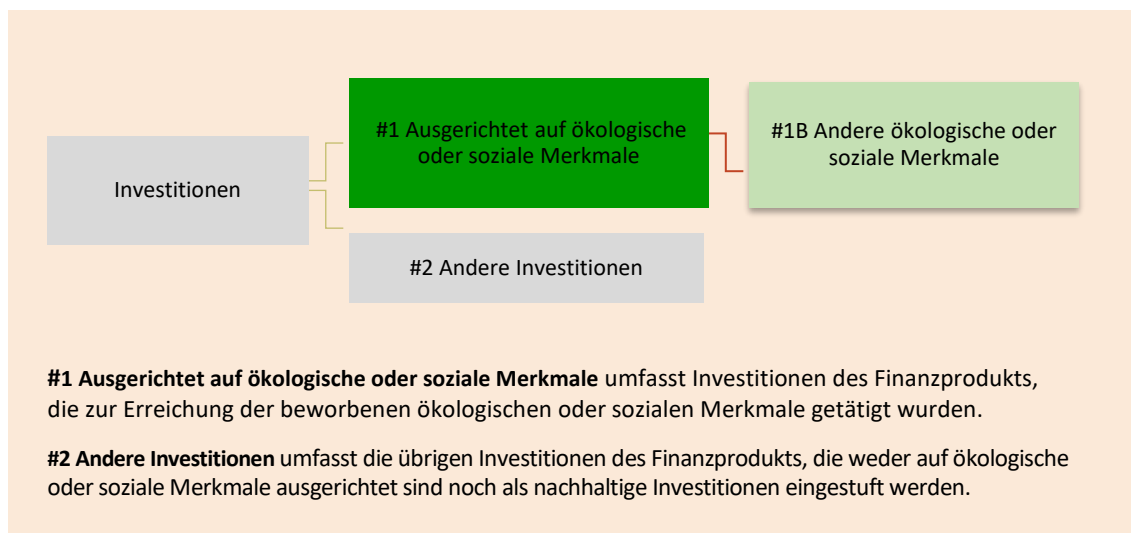 #1 Ausgerichtet auf ökologische
oder soziale Merkmale
#1B Andere ökologische oder
soziale Merkmale
Investitionen
#2 Andere Investitionen
#1 Ausgerichtet auf ökologische oder soziale Merkmale umfasst Investitionen des Finanzprodukts,
die zur Erreichung der beworbenen ökologischen oder sozialen Merkmale getätigt wurden.
#2 Andere Investitionen umfasst die übrigen Investitionen des Finanzprodukts, die weder auf ökologische
oder soziale Merkmale ausgerichtet sind noch als nachhaltige Investitionen eingestuft werden.